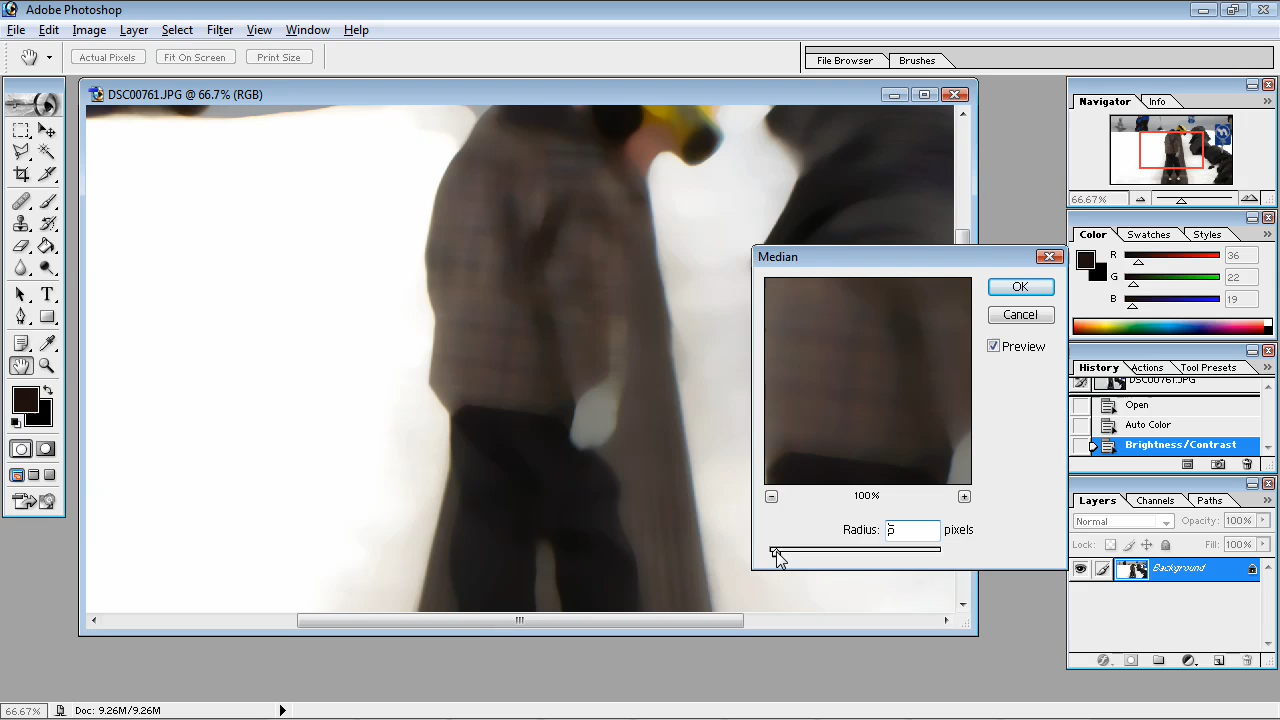 Adobe Photoshop
File Edit Image Layer Select Filter View Window Help
Actual Pixels Fit On Screen Print Size
File Browser Brushes
DSC00761.JPG @ 66.7% (RGB)
Navigator Info
66.67%
Color Swatches Styles
R 36
G 22
B 19
Median
OK
Cancel
Preview
100%
Radius: pixels
History Actions Tool Presets
DSC00761.JPG
Open
Auto Color
Brightness/Contrast
Layers Channels Paths
Normal Opacity: 100%
Lock: Fill: 100%
Background
66.67% Doc: 9.26M/9.26M